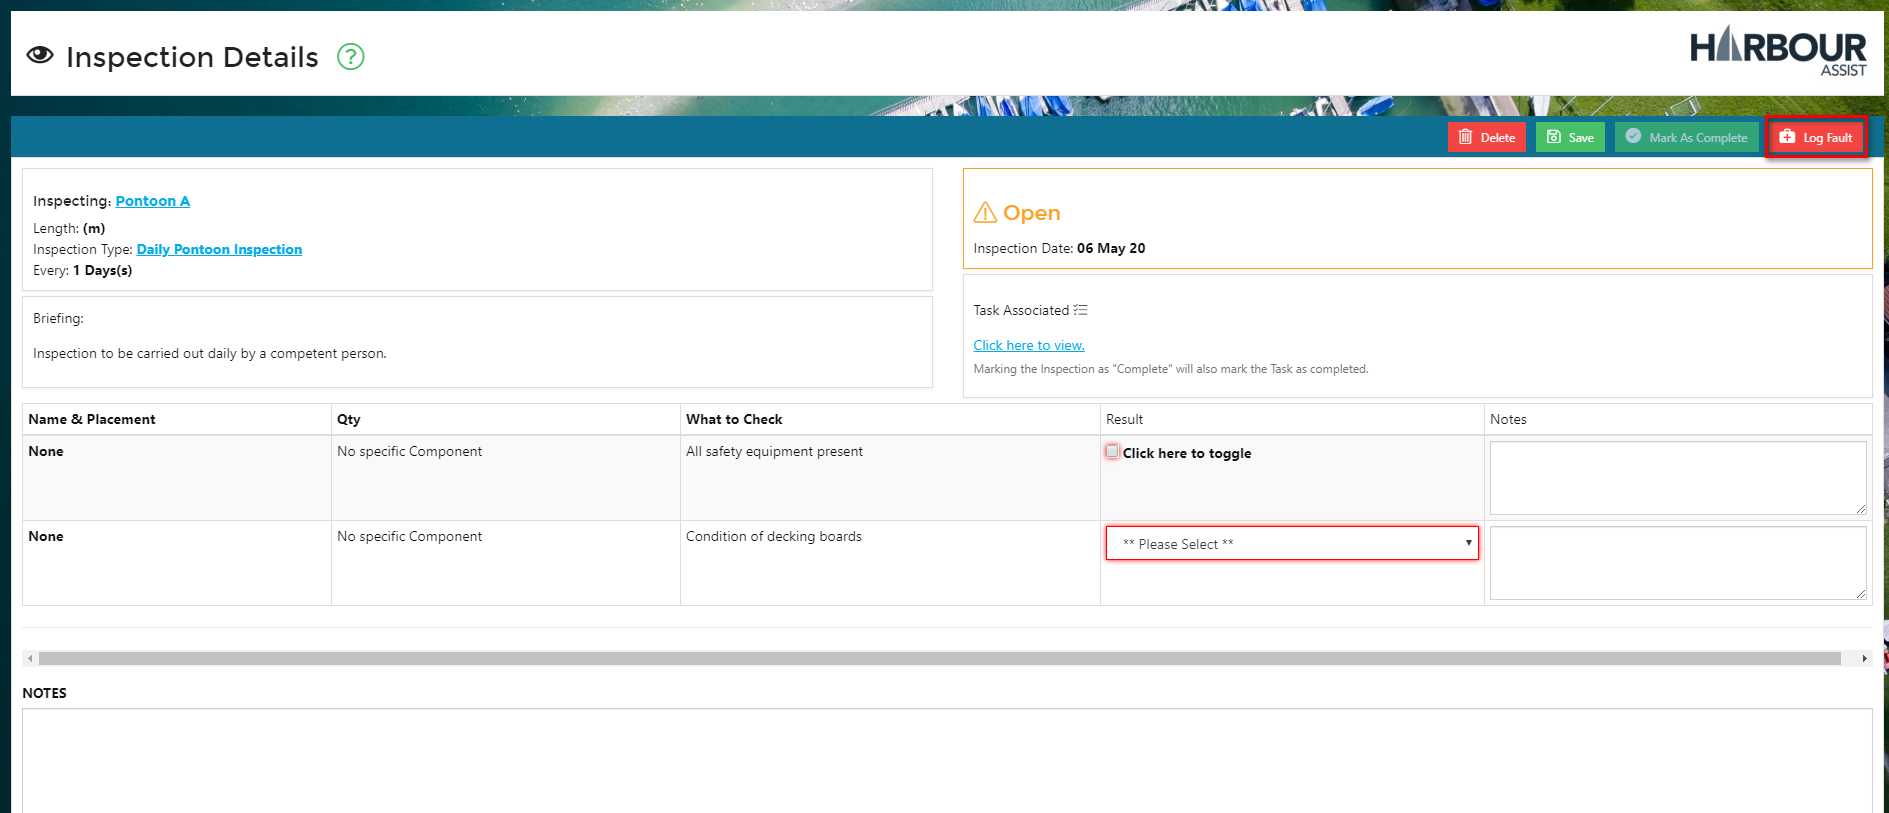 Inspection Details ?
HARBOUR
ASSIST
Delete Save Mark As Complete Log Fault
Inspecting: Pontoon A
Length: (m)
Inspection Type: Daily Pontoon Inspection
Every: 1 Days(s)
Open
Inspection Date: 06 May 20
Briefing:
Inspection to be carried out daily by a competent person.
Task Associated
Click here to view.
Marking the Inspection as "Complete" will also mark the Task as completed.
Name & Placement Qty What to Check Result Notes
None No specific Component All safety equipment present Click here to toggle
None No specific Component Condition of decking boards ** Please Select **
NOTES